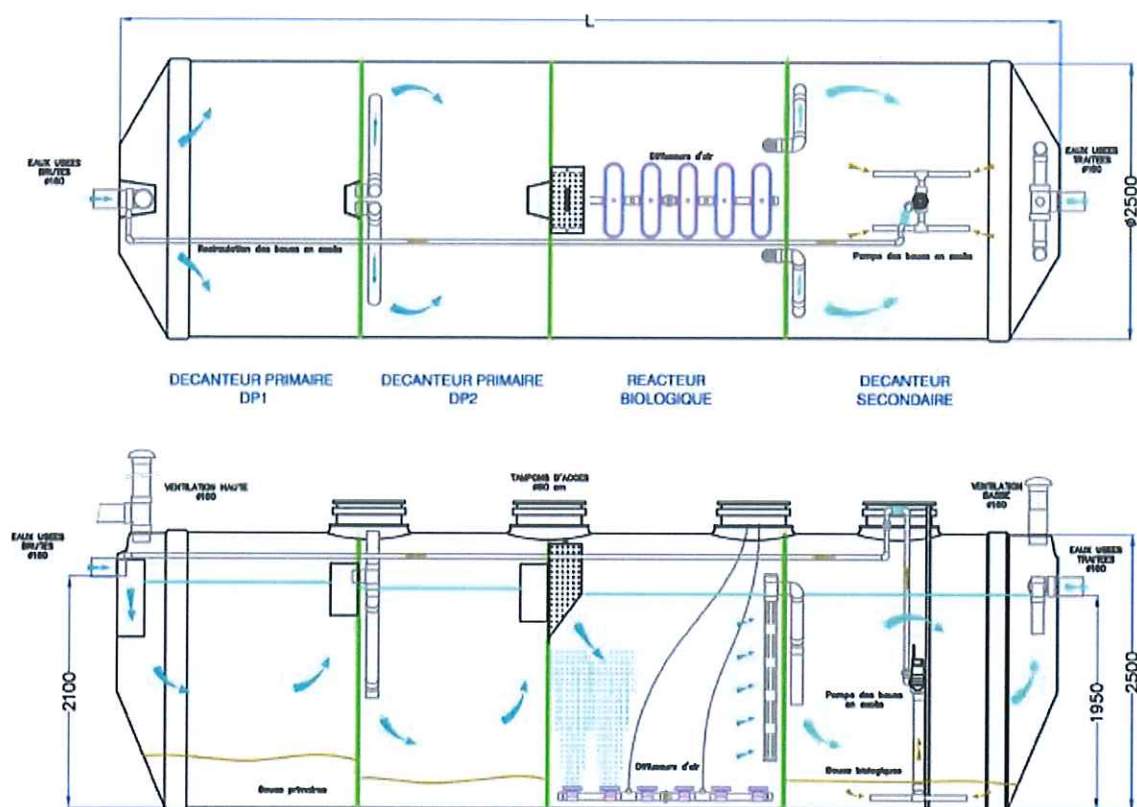 L
EAUX USEES
BRUTES
Ø160
Diffuseurs d'air
EAUX USEES
TRAITEES
Ø160
Ø2500
Recirculation des boues en excès
Pompe des boues en excès
DECANTEUR PRIMAIRE
DP1
DECANTEUR PRIMAIRE
DP2
REACTEUR
BIOLOGIQUE
DECANTEUR
SECONDAIRE
VENTILATION HAUTE
Ø160
TAMPONS D'ACCES
Ø60 cm
VENTILATION
BASSE
Ø160
EAUX USEES
BRUTES
Ø160
EAUX USEES
TRAITEES
Ø160
2100
Pompe des boues
en excès
1950
2500
Boues primaires
Diffuseurs d'air
Boues biologiques